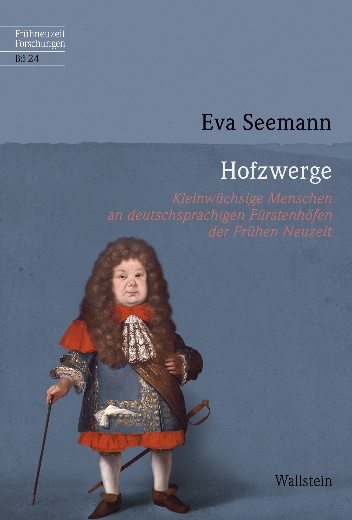 Frühneuzeit
Forschungen
Bd 24
Eva Seemann
Hofzwerge
Kleinwüchsige Menschen
an deutschsprachigen Fürstenhöfen
der Frühen Neuzeit
Wallstein